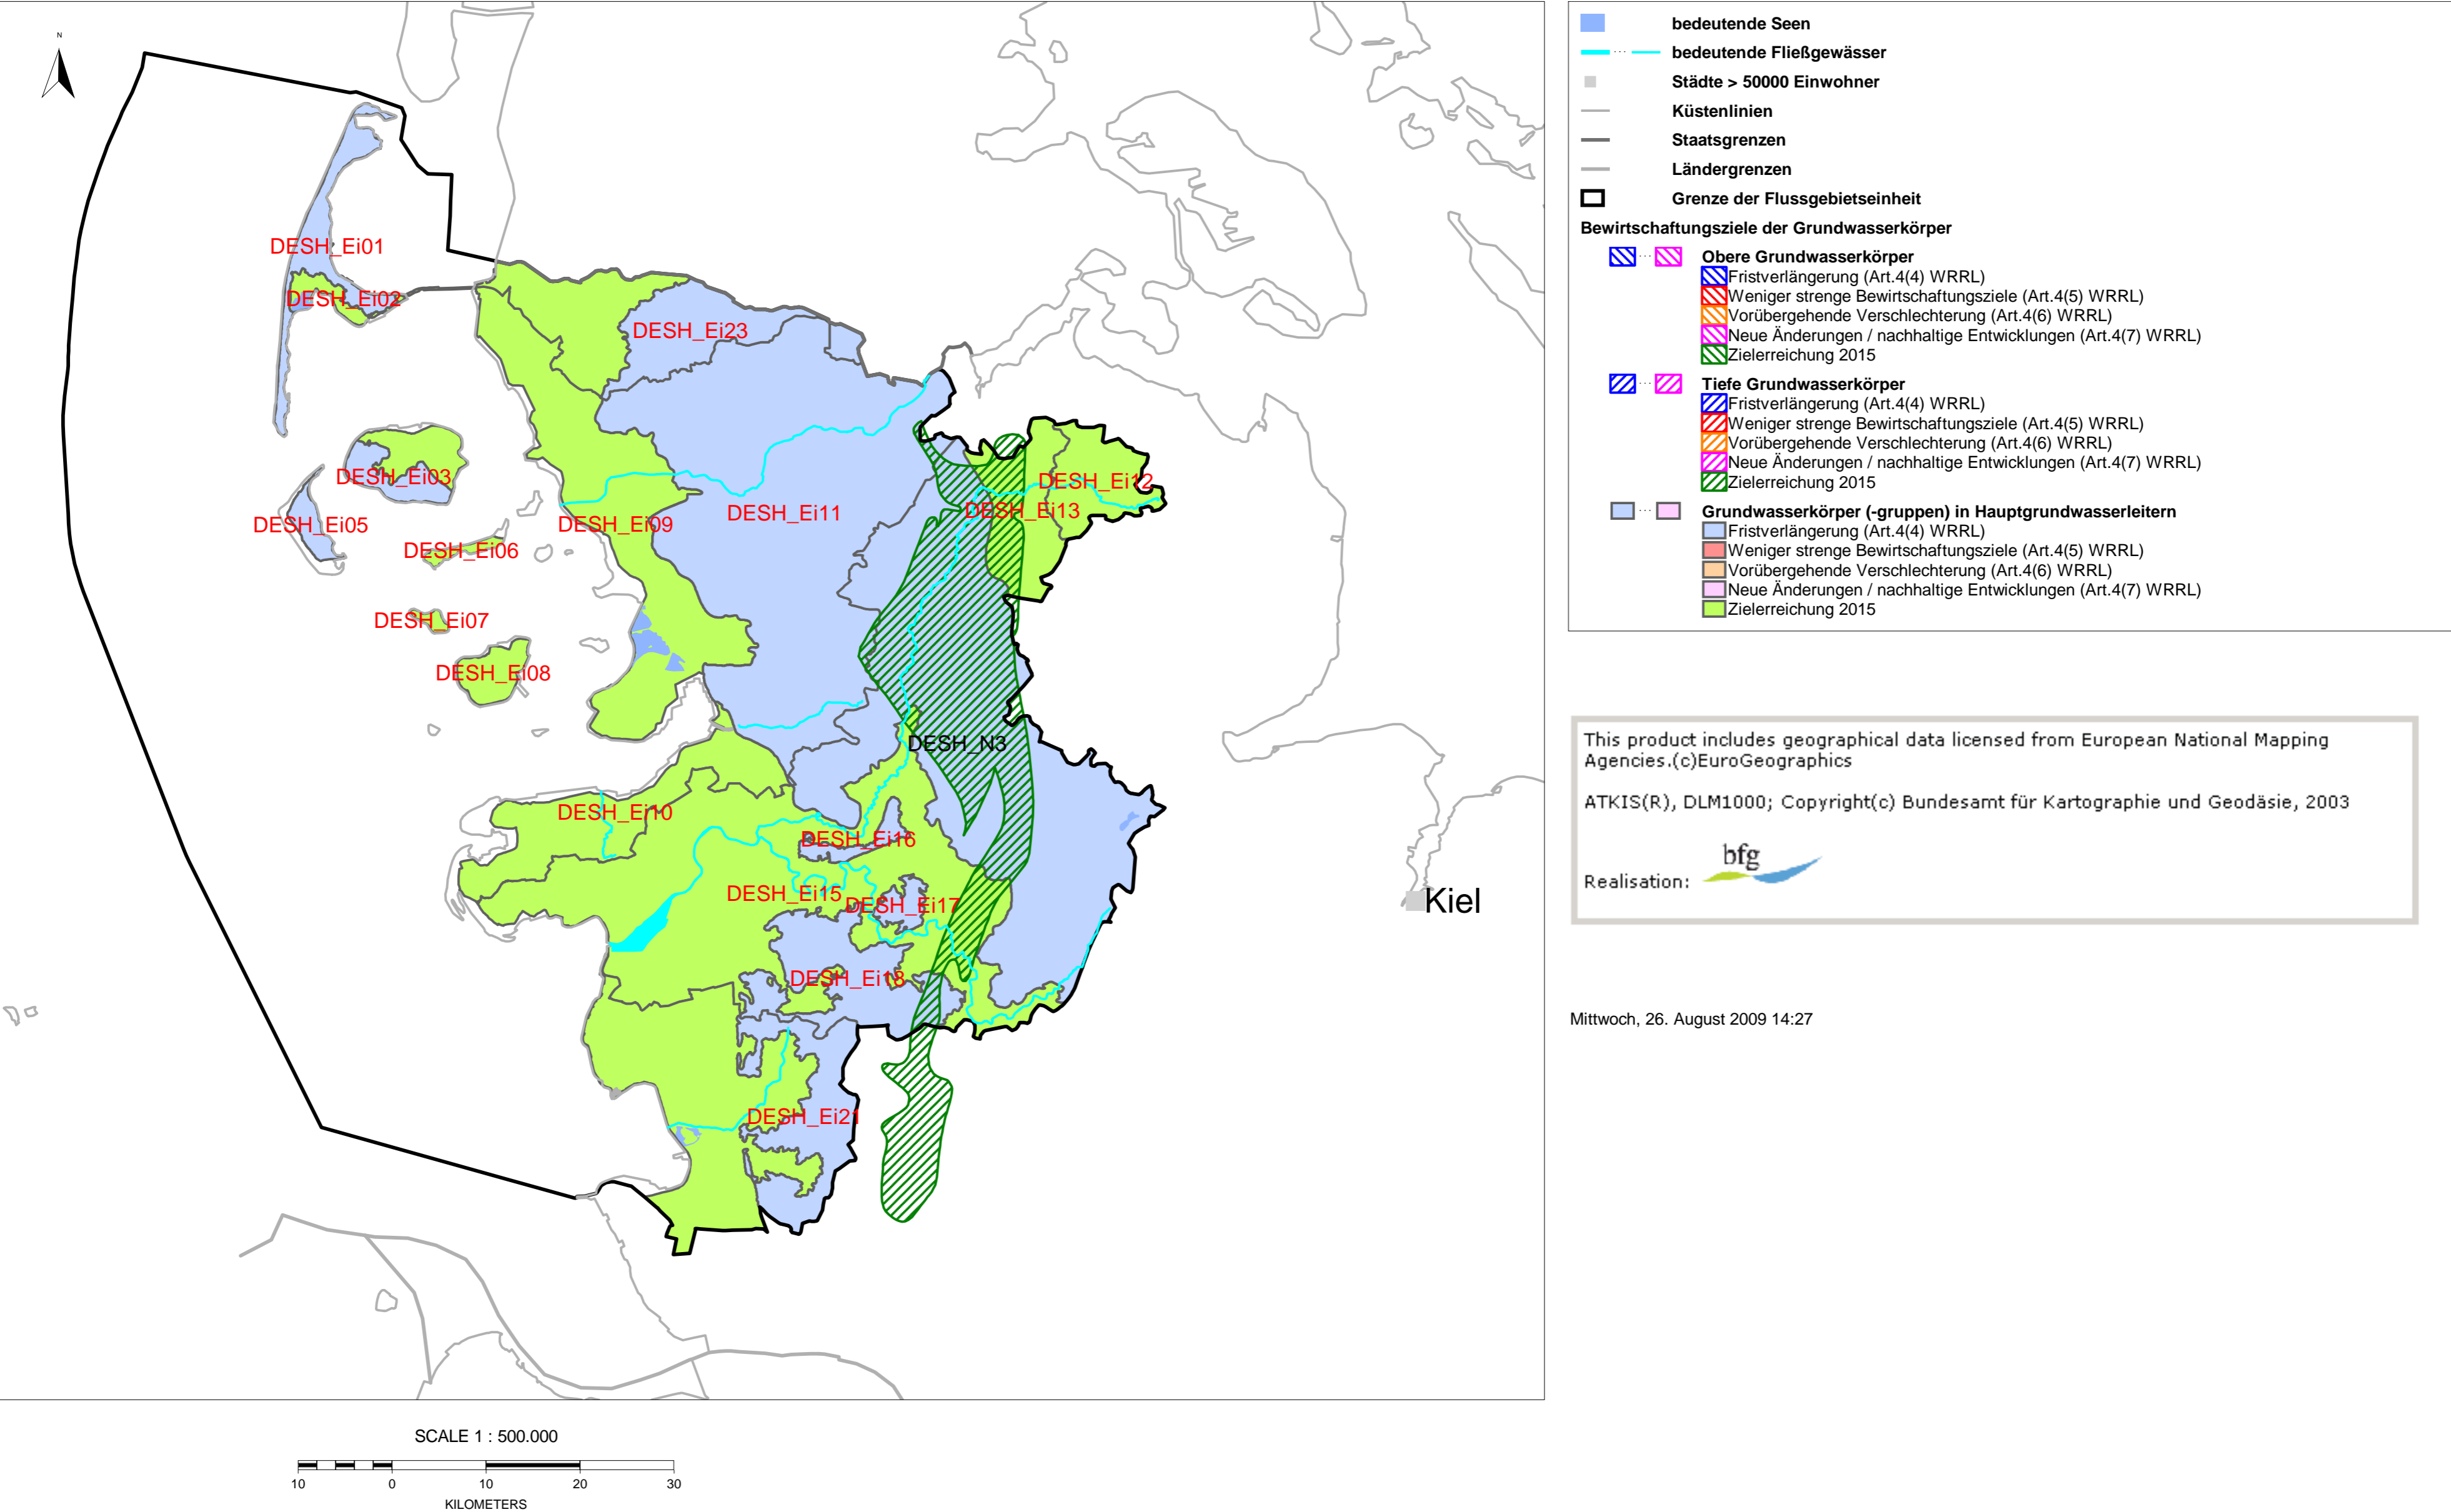 N
DESH_Ei01
DESH_Ei02
DESH_Ei23
DESH_Ei03
DESH_Ei05
DESH_Ei09
DESH_Ei11
DESH_Ei12
DESH_Ei13
DESH_Ei06
DESH_Ei07
DESH_Ei08
DESH_N3
DESH_Ei10
DESH_Ei16
DESH_Ei15
DESH_Ei17
Kiel
DESH_Ei18
DESH_Ei21
SCALE 1 : 500.000
10 0 10 20 30
KILOMETERS
bedeutende Seen
bedeutende Fließgewässer
Städte > 50000 Einwohner
Küstenlinien
Staatsgrenzen
Ländergrenzen
Grenze der Flussgebietseinheit
Bewirtschaftungsziele der Grundwasserkörper
Obere Grundwasserkörper
Fristverlängerung (Art.4(4) WRRL)
Weniger strenge Bewirtschaftungsziele (Art.4(5) WRRL)
Vorübergehende Verschlechterung (Art.4(6) WRRL)
Neue Änderungen / nachhaltige Entwicklungen (Art.4(7) WRRL)
Zielerreichung 2015
Tiefe Grundwasserkörper
Fristverlängerung (Art.4(4) WRRL)
Weniger strenge Bewirtschaftungsziele (Art.4(5) WRRL)
Vorübergehende Verschlechterung (Art.4(6) WRRL)
Neue Änderungen / nachhaltige Entwicklungen (Art.4(7) WRRL)
Zielerreichung 2015
Grundwasserkörper (-gruppen) in Hauptgrundwasserleitern
Fristverlängerung (Art.4(4) WRRL)
Weniger strenge Bewirtschaftungsziele (Art.4(5) WRRL)
Vorübergehende Verschlechterung (Art.4(6) WRRL)
Neue Änderungen / nachhaltige Entwicklungen (Art.4(7) WRRL)
Zielerreichung 2015
This product includes geographical data licensed from European National Mapping
Agencies.(c)EuroGeographics
ATKIS(R), DLM1000; Copyright(c) Bundesamt für Kartographie und Geodäsie, 2003
Realisation: bfg
Mittwoch, 26. August 2009 14:27